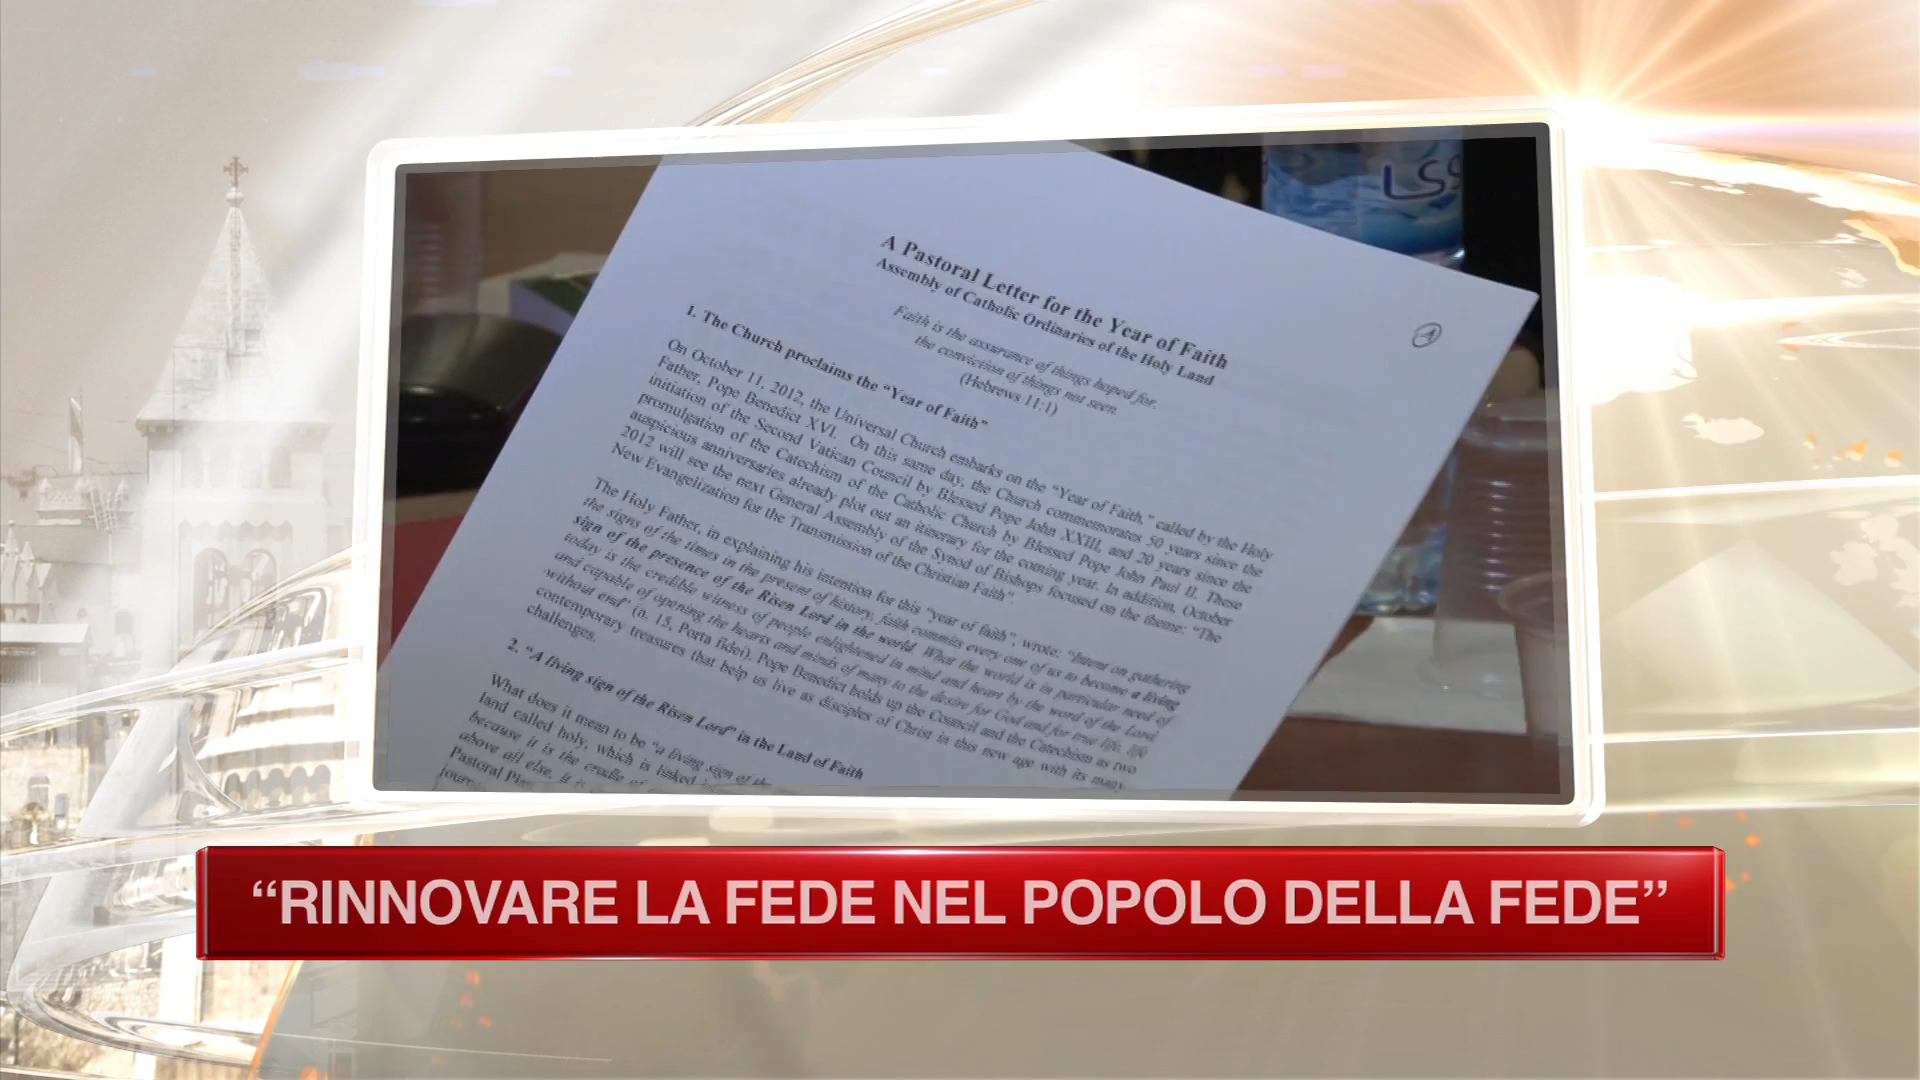 LSS
A Pastoral Letter for the Year of Faith
Assembly of Catholic Ordinaries of the Holy Land
Faith is the assurance of things hoped for,
the conviction of things not seen.
(Hebrews 11:1)
1. The Church proclaims the “Year of Faith”
On October 11, 2012, the Universal Church embarks on the “Year of Faith,” called by the Holy
Father, Pope Benedict XVI. On this same day, the Church commemorates 50 years since the
initiation of the Second Vatican Council by Blessed Pope John XXIII, and 20 years since the
promulgation of the Catechism of the Catholic Church by Blessed Pope John Paul II. These
auspicious anniversaries already plot out an itinerary for the coming year. In addition, October
2012 will see the next General Assembly of the Synod of Bishops focused on the theme: “The
New Evangelization for the Transmission of the Christian Faith”.
The Holy Father, in explaining his intention for this “year of faith”, wrote: “Intent on gathering
the signs of the times in the present of history, faith commits every one of us to become a living
sign of the presence of the Risen Lord in the world. What the world is in particular need of
today is the credible witness of people enlightened in mind and heart by the word of the Lord
and capable of opening the hearts and minds of many to the desire for God and for true life, life
without end” (n. 15, Porta fidei). Pope Benedict holds up the Council and the Catechism as two
contemporary treasures that help us live as disciples of Christ in this new age with its many
challenges.
2. “A living sign of the Risen Lord” in the Land of Faith
What does it mean to be “a living sign of the
land called holy, which is linked
because it is the cradle of
above all else, it is
Pastoral
“RINNOVARE LA FEDE NEL POPOLO DELLA FEDE”